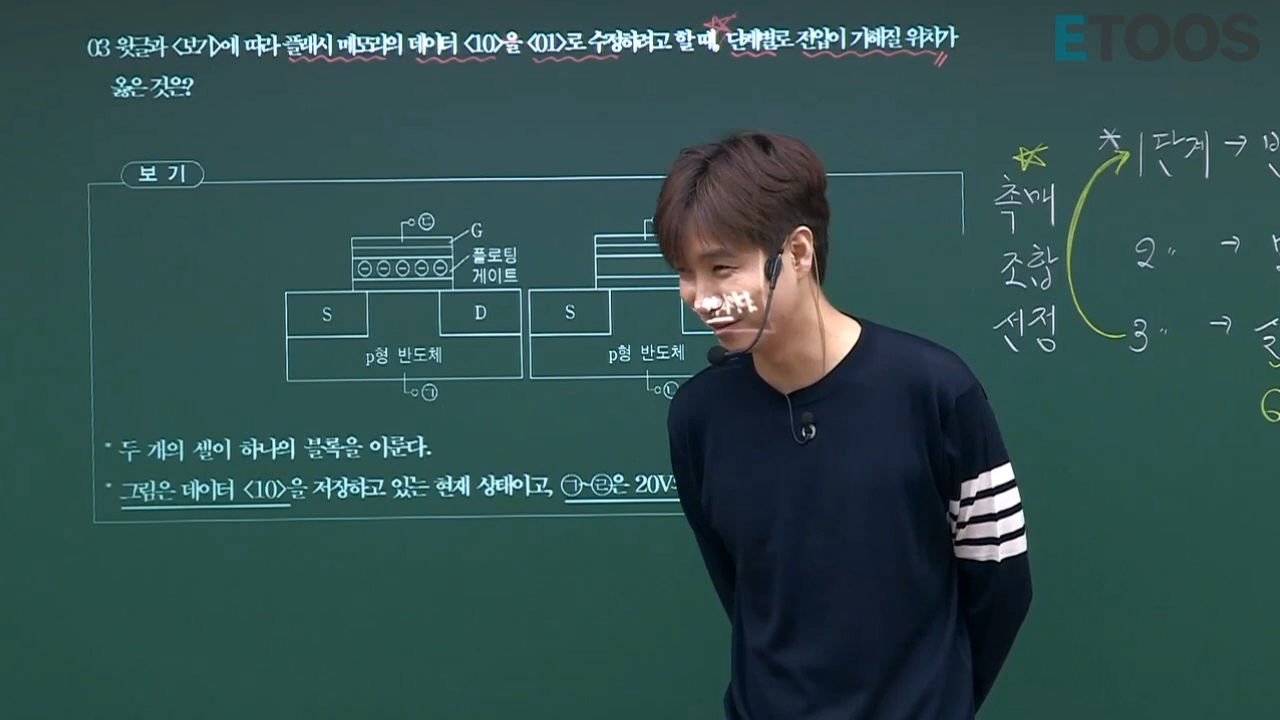 ETOOS
03 윗글과 <보기>에 따라 플래시 메모리의 데이터 <10>을 <01>로 수정하려고 할 때, 단계별로 전압이 가해질 위치가
옳은 것은?
보 기
㉡
G
플로팅
게이트
S
D
S
p형 반도체
p형 반도체
㉠
* 두 개의 셀이 하나의 블록을 이룬다.
* 그림은 데이터 <10>을 저장하고 있는 현재 상태이고, ㉠~㉣은 20V
촉매
조합
선정
* 1단계 →
2〃 →
3〃 →